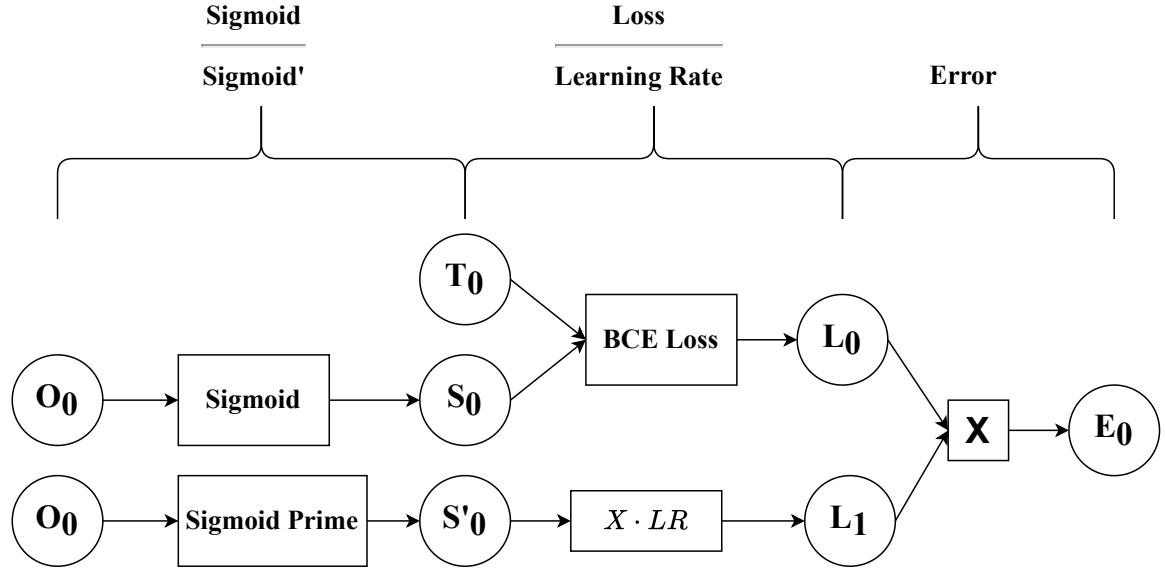 Sigmoid
Sigmoid'
Loss
Learning Rate
Error
T0
BCE Loss
L0
O0
Sigmoid
S0
X
E0
O0
Sigmoid Prime
S'0
X · LR
L1